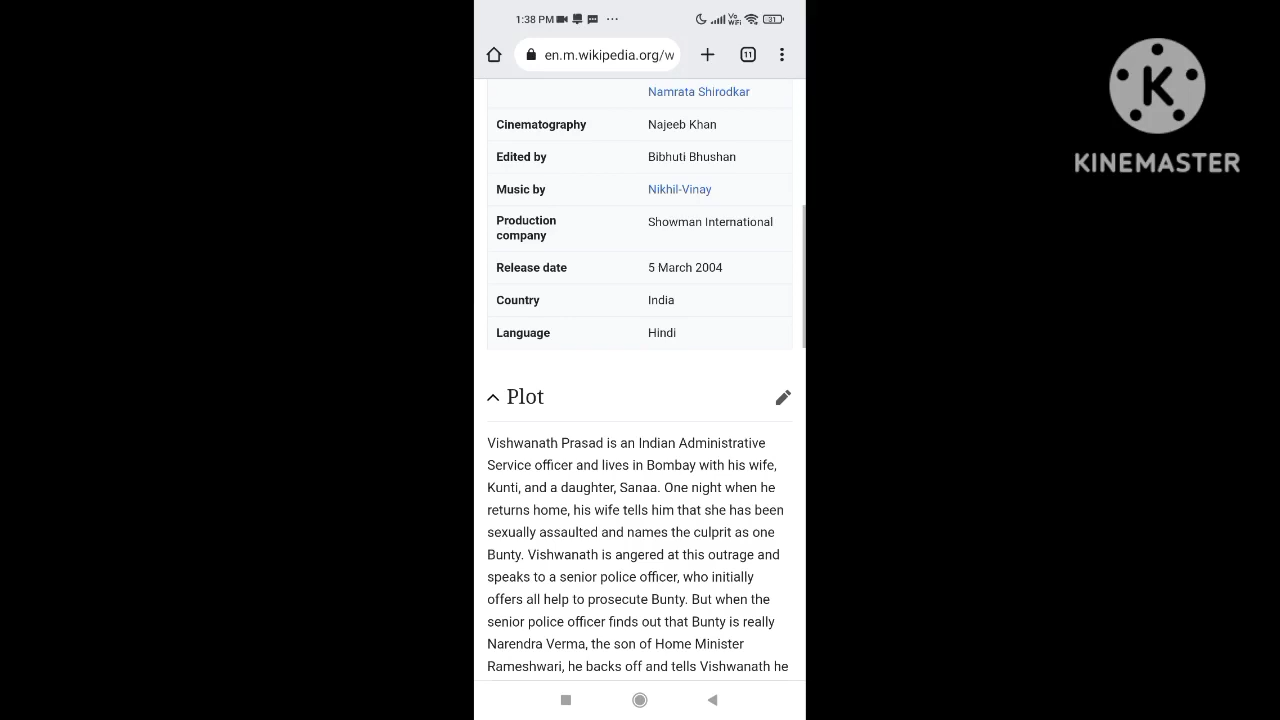 1:38 PM
Vo
WiFi
31
en.m.wikipedia.org/w
11
K
KINEMASTER
Namrata Shirodkar
Cinematography Najeeb Khan
Edited by Bibhuti Bhushan
Music by Nikhil-Vinay
Production
company Showman International
Release date 5 March 2004
Country India
Language Hindi
Plot
Vishwanath Prasad is an Indian Administrative
Service officer and lives in Bombay with his wife,
Kunti, and a daughter, Sanaa. One night when he
returns home, his wife tells him that she has been
sexually assaulted and names the culprit as one
Bunty. Vishwanath is angered at this outrage and
speaks to a senior police officer, who initially
offers all help to prosecute Bunty. But when the
senior police officer finds out that Bunty is really
Narendra Verma, the son of Home Minister
Rameshwari, he backs off and tells Vishwanath he